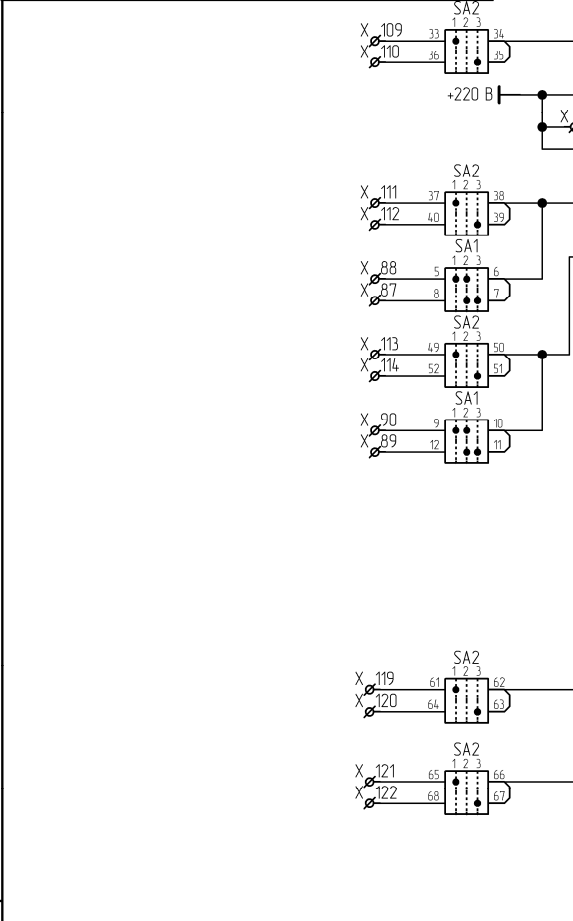 SA2
1 2 3
X 109 33 34
X 110 36 35
+220 В
X
SA2
1 2 3
X 111 37 38
X 112 40 39
SA1
1 2 3
X 88 5 6
X 87 8 7
SA2
1 2 3
X 113 49 50
X 114 52 51
SA1
1 2 3
X 90 9 10
X 89 12 11
SA2
1 2 3
X 119 61 62
X 120 64 63
SA2
1 2 3
X 121 65 66
X 122 68 67